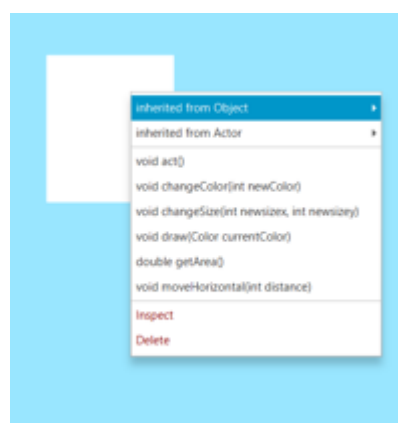 inherited from Object
inherited from Actor
void act()
void changeColor(int newColor)
void changeSize(int newsizex, int newsizey)
void draw(Color currentColor)
double getArea()
void moveHorizontal(int distance)
Inspect
Delete